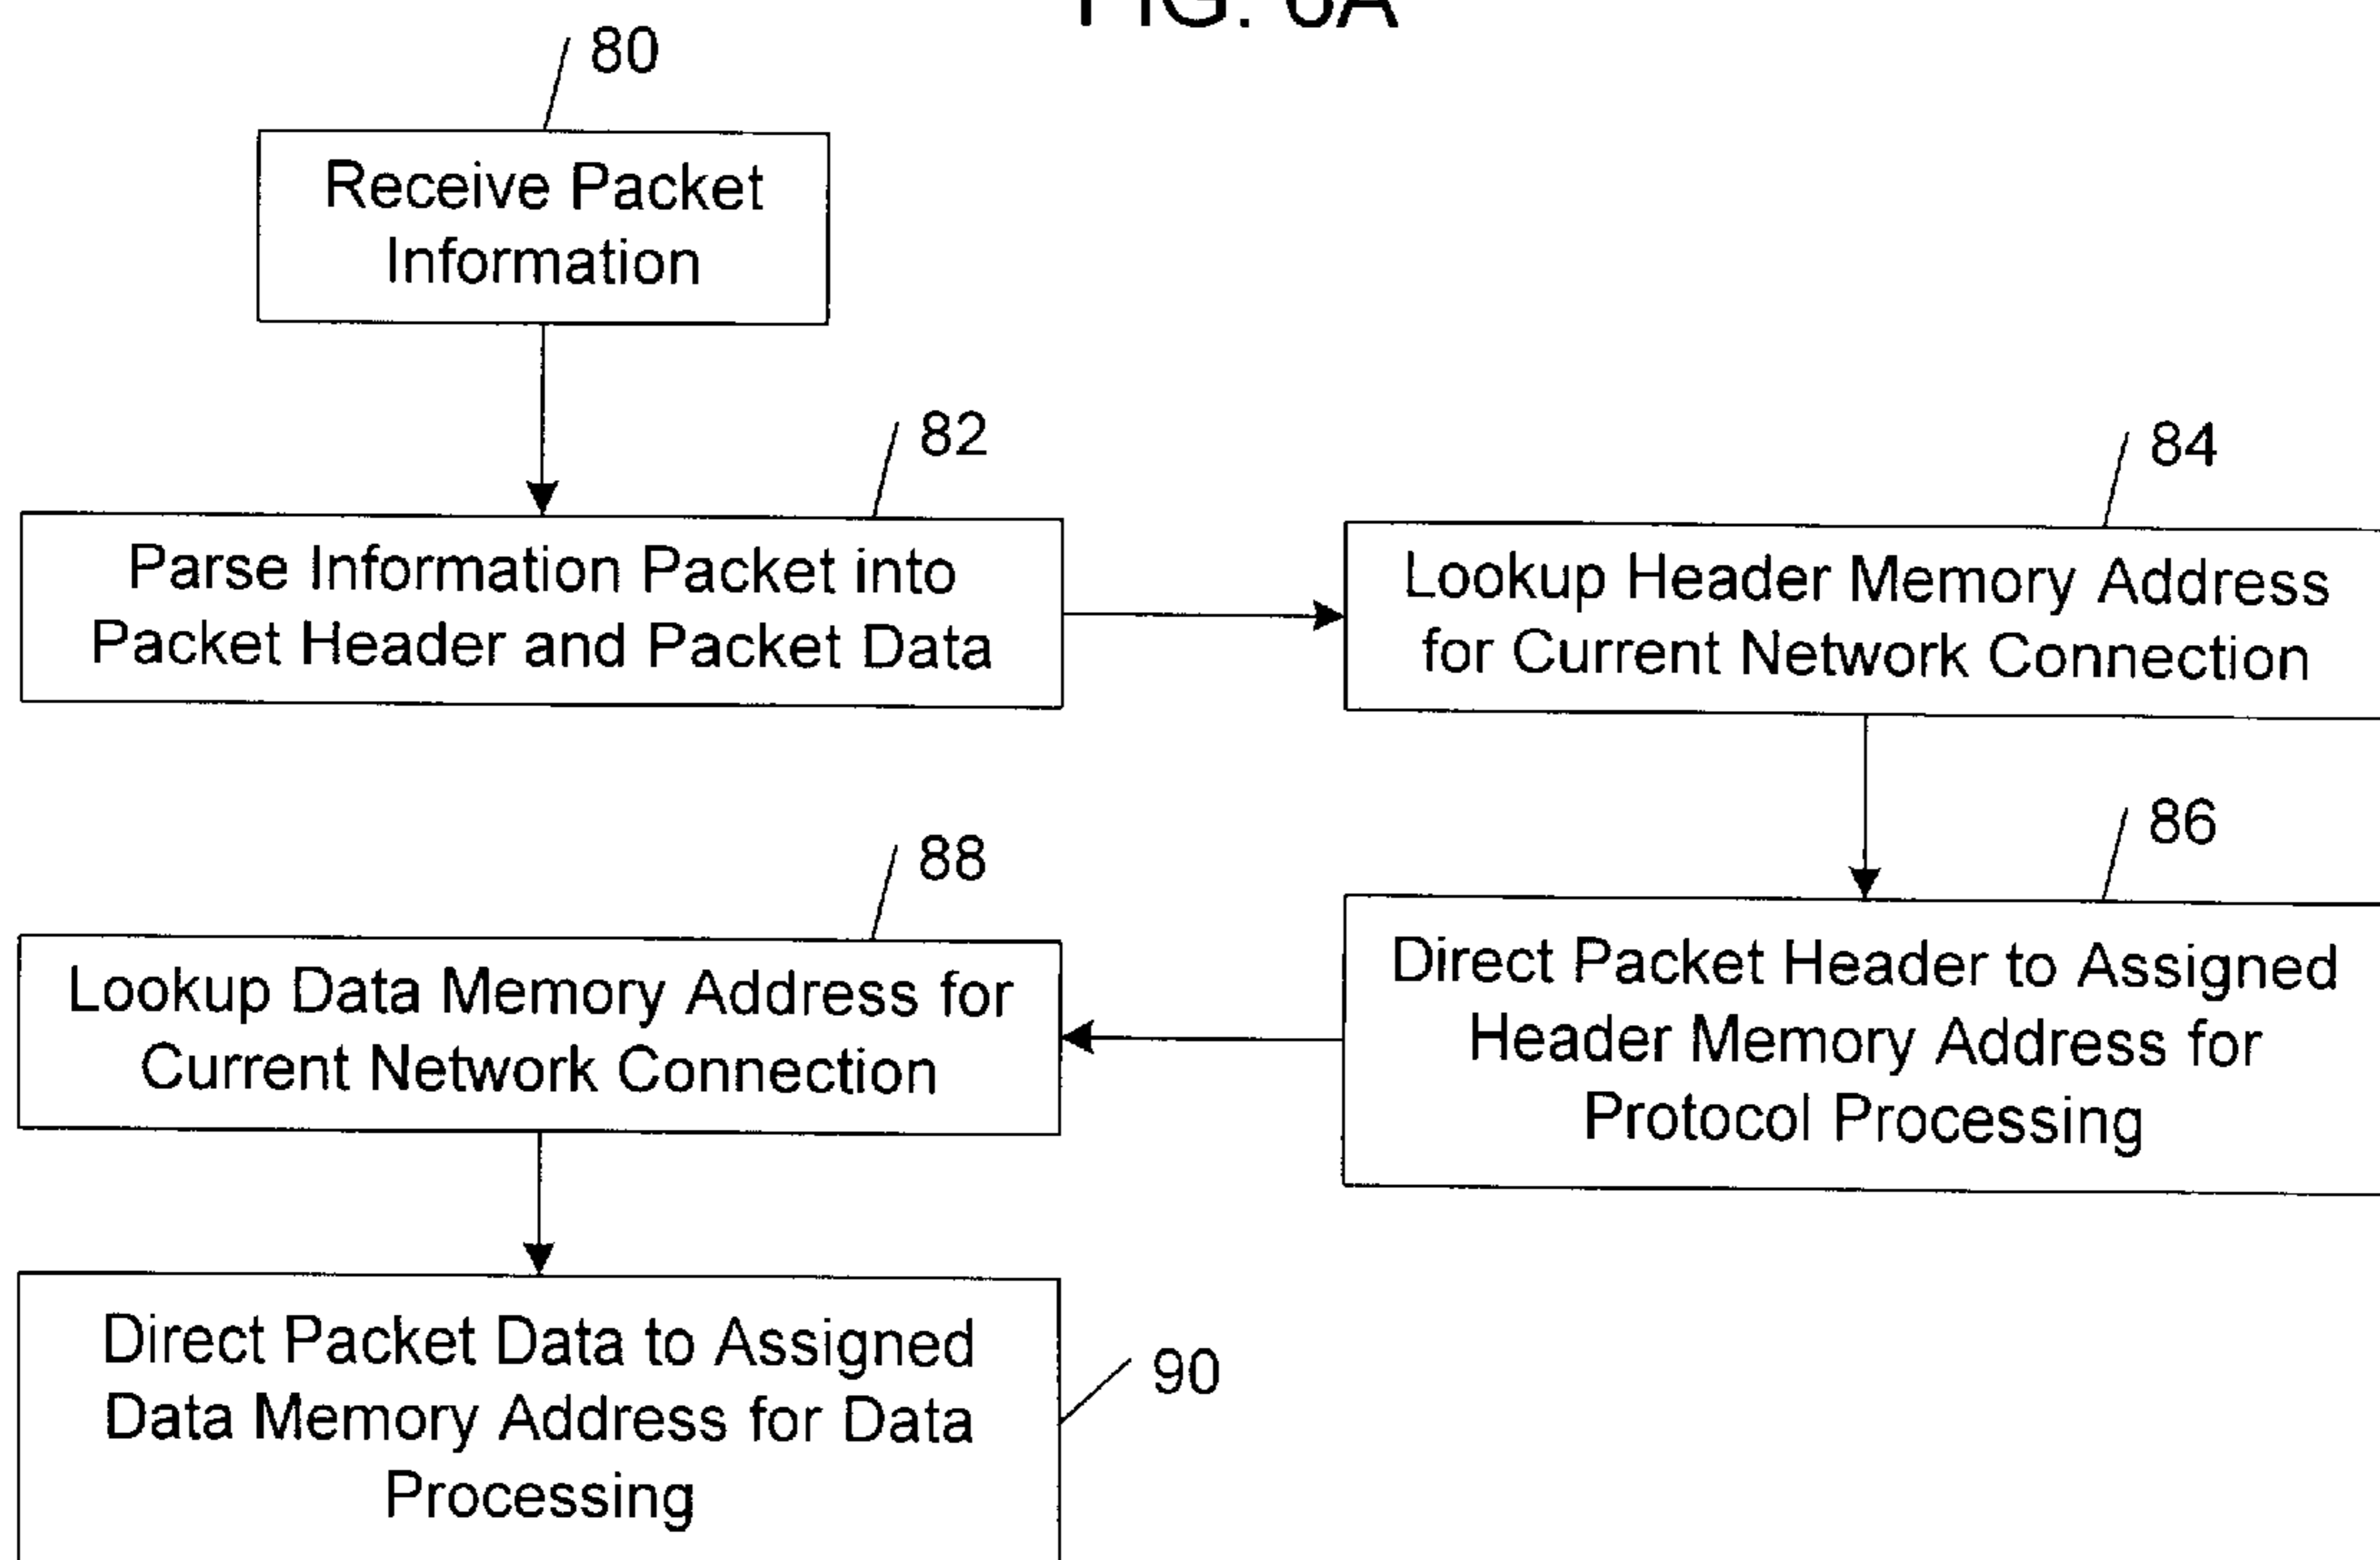 FIG.
80
Receive Packet
Information
82
Parse Information Packet into
Packet Header and Packet Data
84
Lookup Header Memory Address
for Current Network Connection
86
Direct Packet Header to Assigned
Header Memory Address for
Protocol Processing
88
Lookup Data Memory Address for
Current Network Connection
Direct Packet Data to Assigned
Data Memory Address for Data
Processing
90